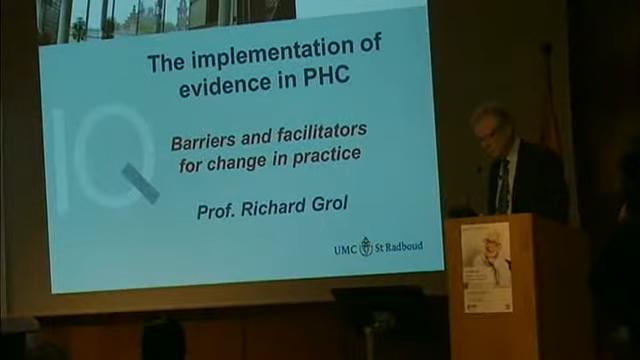 The implementation of
evidence in PHC
IQ
Barriers and facilitators
for change in practice
Prof. Richard Grol
UMC St Radboud